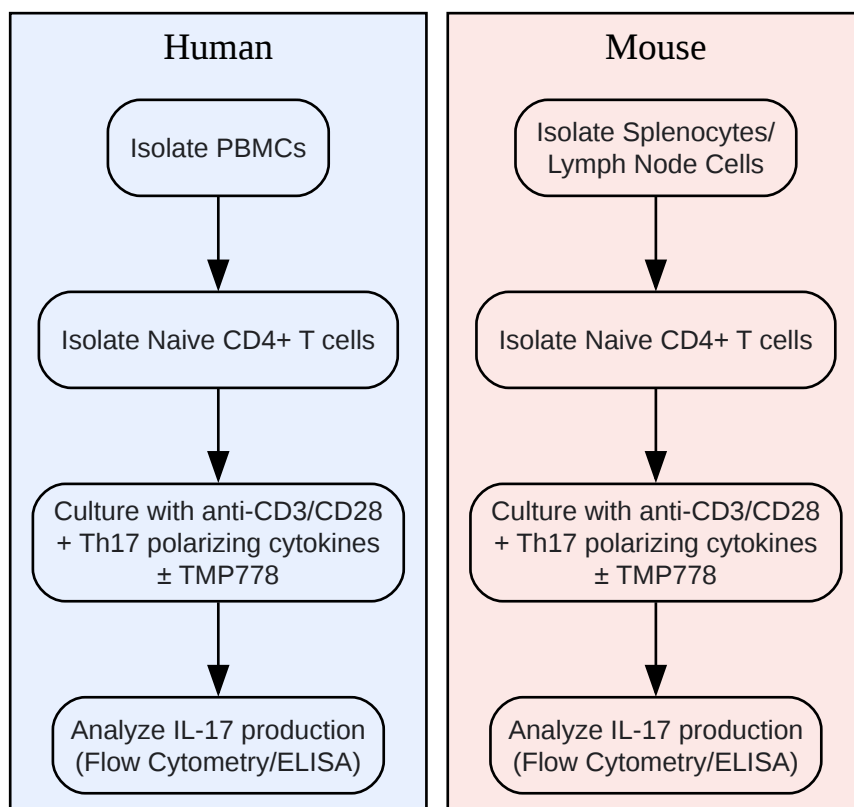 Human
Isolate PBMCs
Isolate Naive CD4+ T cells
Culture with anti-CD3/CD28
+ Th17 polarizing cytokines
± TMP778
Analyze IL-17 production
(Flow Cytometry/ELISA)
Mouse
Isolate Splenocytes/
Lymph Node Cells
Isolate Naive CD4+ T cells
Culture with anti-CD3/CD28
+ Th17 polarizing cytokines
± TMP778
Analyze IL-17 production
(Flow Cytometry/ELISA)